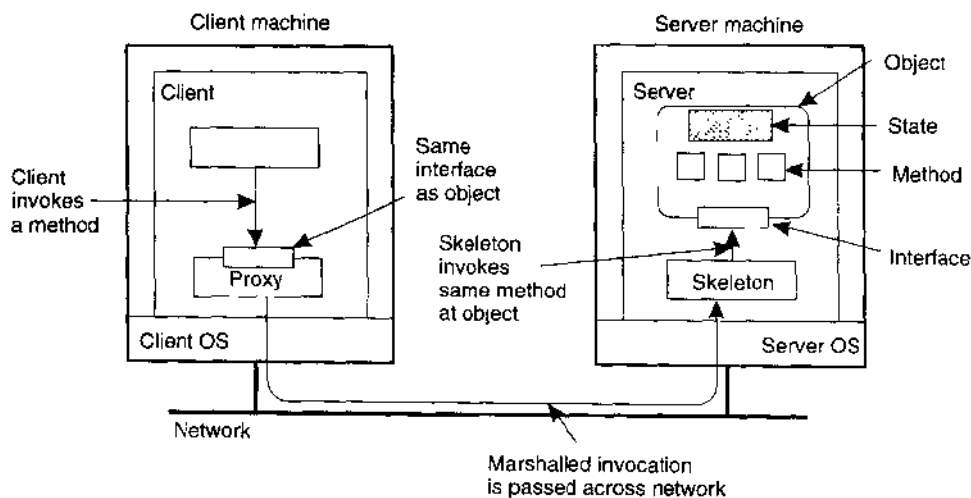 Client machine
Server machine
Client
Server
Object
State
Method
Interface
Client
invokes
a method
Same
interface
as object
Proxy
Skeleton
invokes
same method
at object
Skeleton
Client OS
Server OS
Network
Marshalled invocation
is passed across network